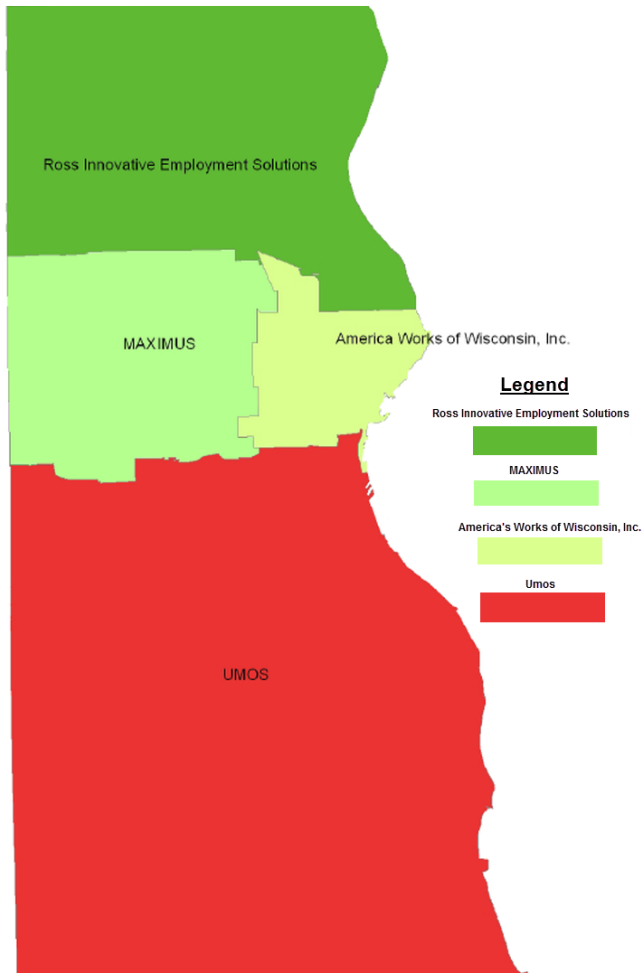 Ross Innovative Employment Solutions
MAXIMUS
America Works of Wisconsin, Inc.
Legend
Ross Innovative Employment Solutions
MAXIMUS
America's Works of Wisconsin, Inc.
Umos
UMOS